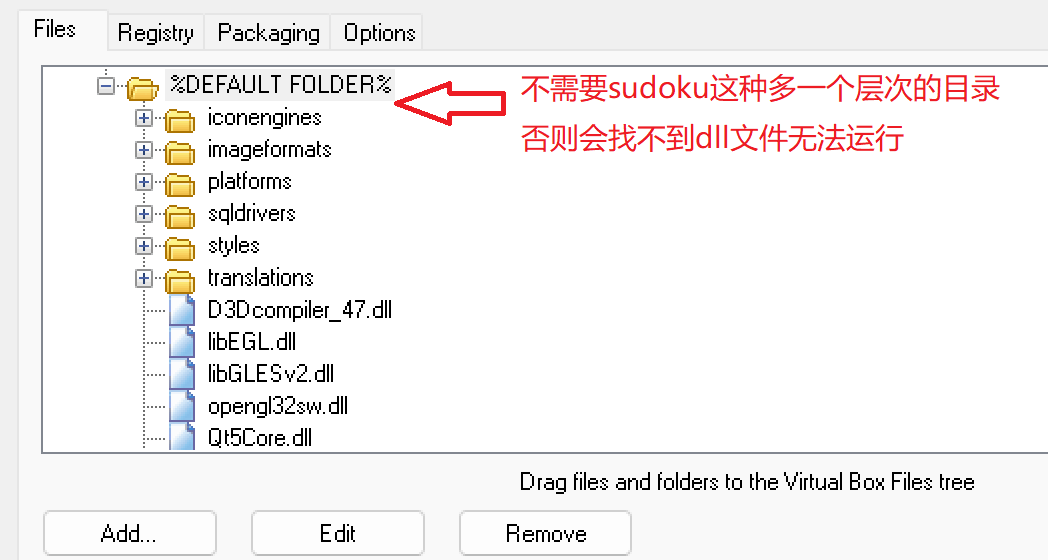 Files
Registry
Packaging
Options
%DEFAULT FOLDER%
iconengines
imageformats
platforms
sqldrivers
styles
translations
D3Dcompiler_47.dll
libEGL.dll
libGLESv2.dll
opengl32sw.dll
Qt5Core.dll
不需要sudoku这种多一个层次的目录
否则会找不到dll文件无法运行
Drag files and folders to the Virtual Box Files tree
Add...
Edit
Remove